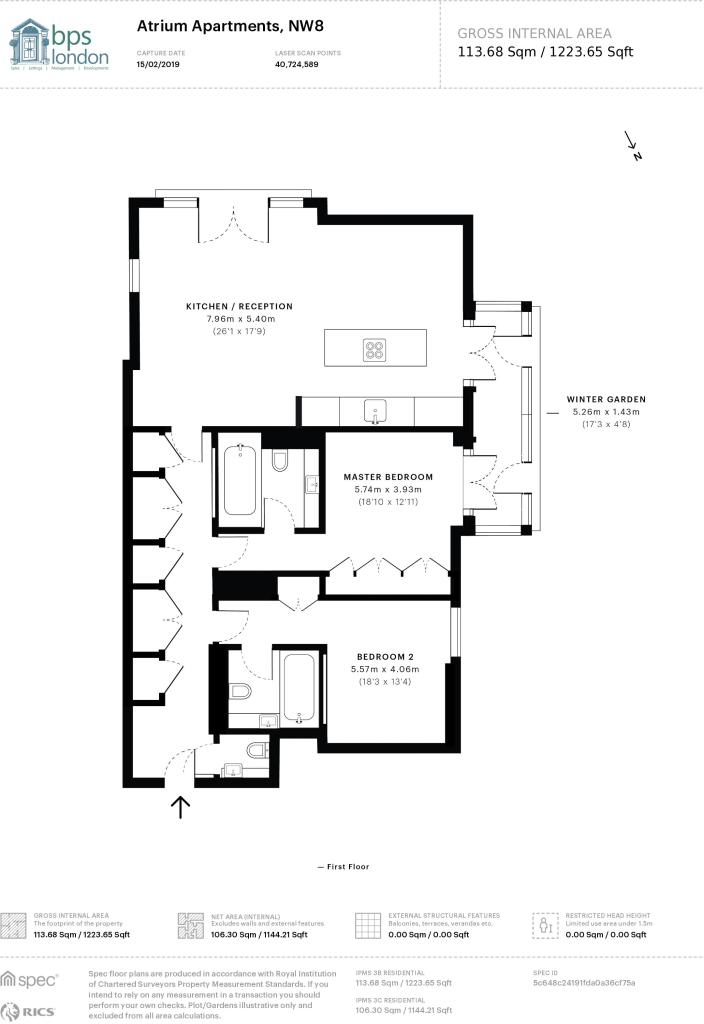 bps
london
Sales | Lettings | Management | Developments
Atrium Apartments, NW8
CAPTURE DATE
15/02/2019
LASER SCAN POINTS
40,724,589
GROSS INTERNAL AREA
113.68 Sqm / 1223.65 Sqft
N
KITCHEN / RECEPTION
7.96m x 5.40m
(26'1 x 17'9)
WINTER GARDEN
5.26m x 1.43m
(17'3 x 4'8)
MASTER BEDROOM
5.74m x 3.93m
(18'10 x 12'11)
BEDROOM 2
5.57m x 4.06m
(18'3 x 13'4)
— First Floor
GROSS INTERNAL AREA
The footprint of the property
113.68 Sqm / 1223.65 Sqft
NET AREA (INTERNAL)
Excludes walls and external features
106.30 Sqm / 1144.21 Sqft
EXTERNAL STRUCTURAL FEATURES
Balconies, terraces, verandas etc.
0.00 Sqm / 0.00 Sqft
RESTRICTED HEAD HEIGHT
Limited use area under 1.5m
0.00 Sqm / 0.00 Sqft
spec
RICS
Spec floor plans are produced in accordance with Royal Institution
of Chartered Surveyors Property Measurement Standards. If you
intend to rely on any measurement in a transaction you should
perform your own checks. Plot/Gardens illustrative only and
excluded from all area calculations.
IPMS 3B RESIDENTIAL
113.68 Sqm / 1223.65 Sqft
IPMS 3C RESIDENTIAL
106.30 Sqm / 1144.21 Sqft
SPEC ID
5c648c24191fda0a36cf75a